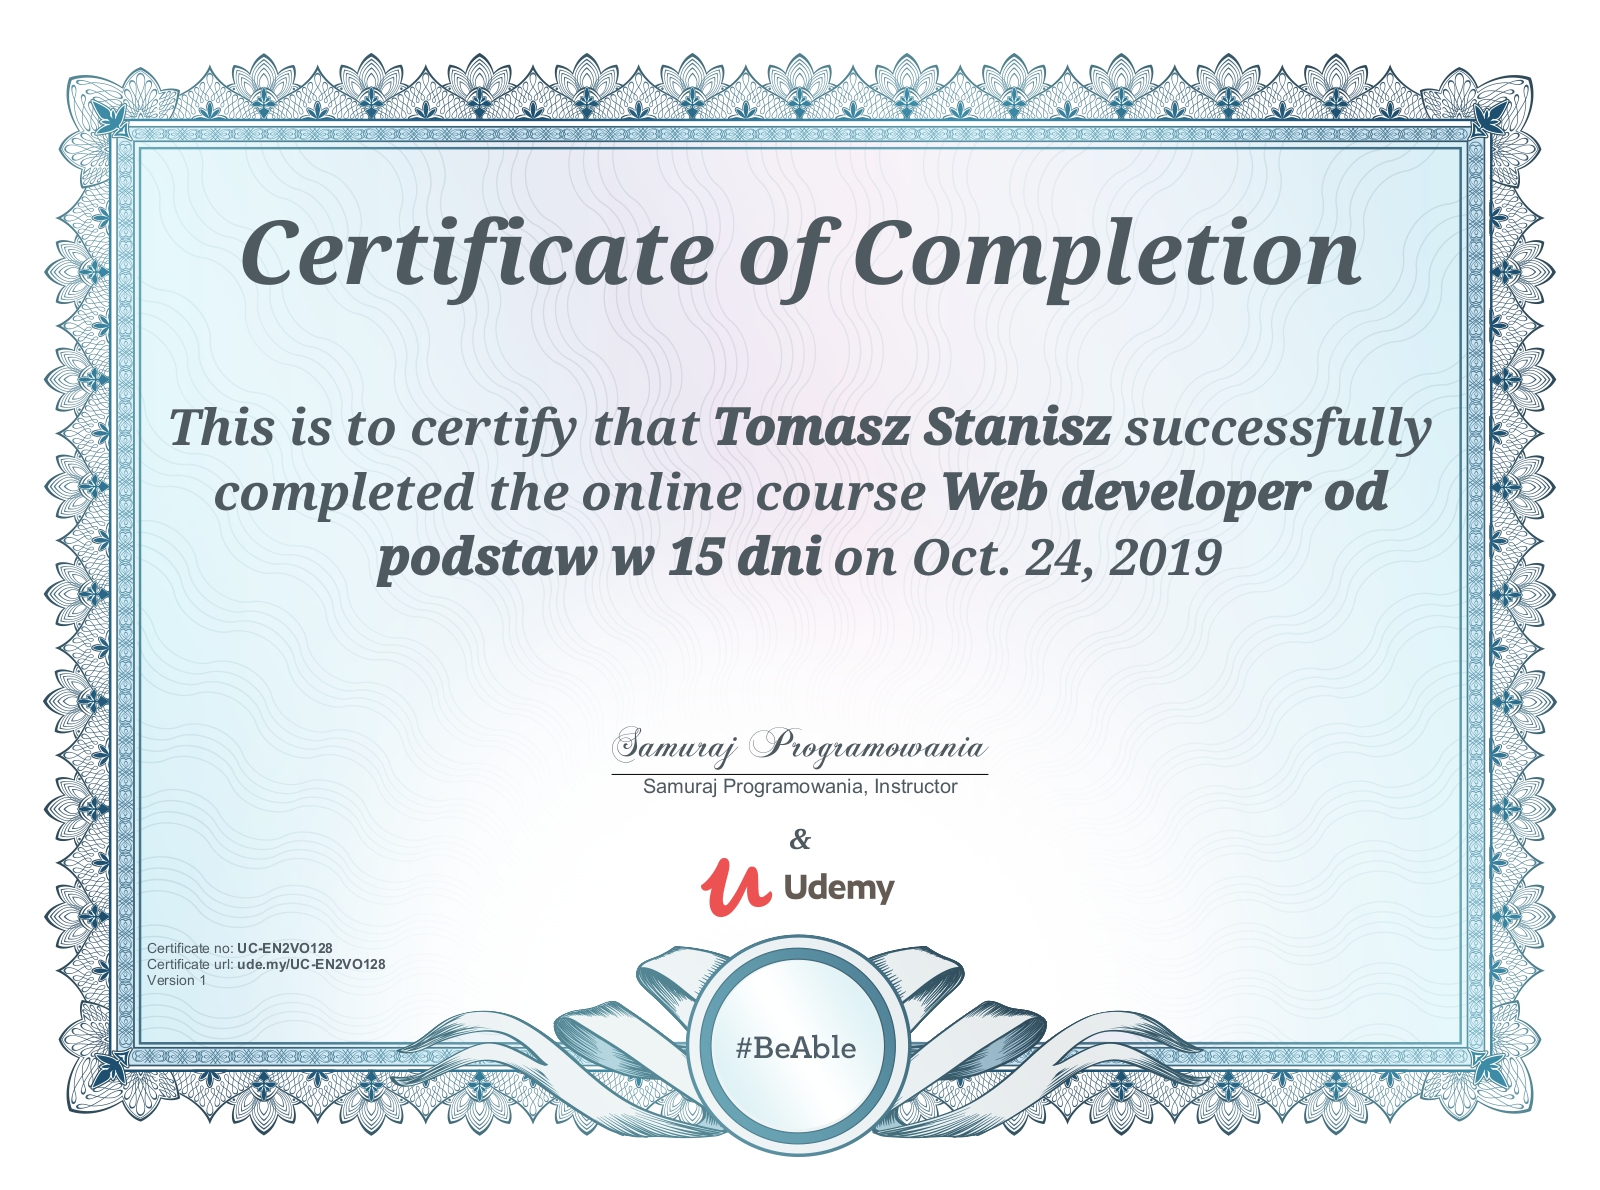 Certificate of Completion
This is to certify that Tomasz Stanisz successfully
completed the online course Web developer od
podstaw w 15 dni on Oct. 24, 2019
Samuraj Programowania
Samuraj Programowania, Instructor
&
Udemy
Certificate no: UC-EN2VO128
Certificate url: ude.my/UC-EN2VO128
Version 1
#BeAble